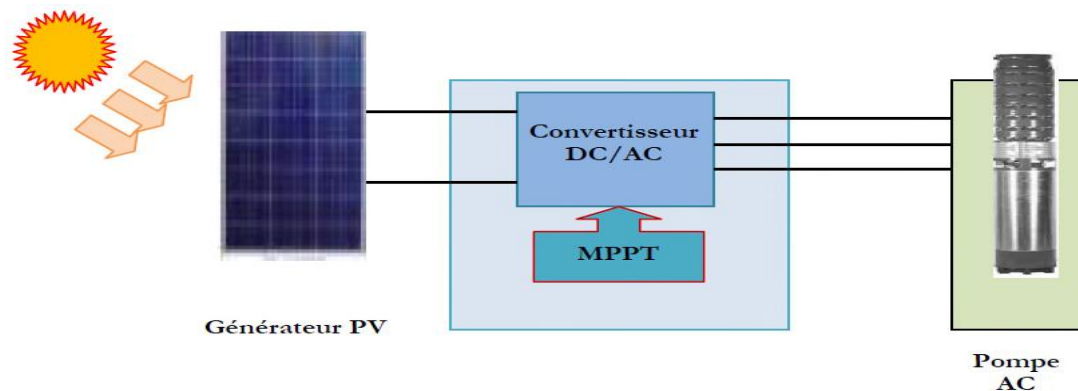 Convertisseur
DC/AC
MPPT
Générateur PV
Pompe
AC